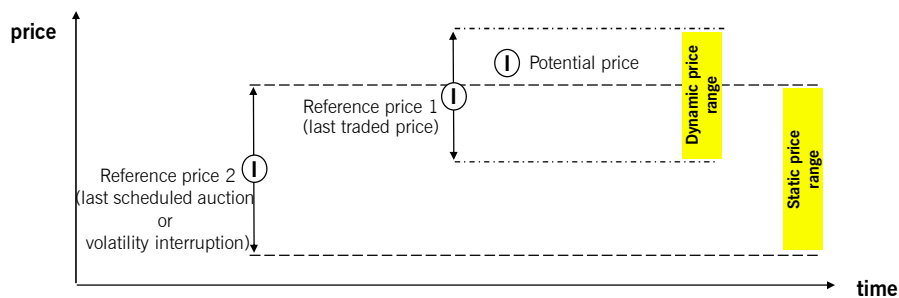 price
Potential price
Reference price 1
(last traded price)
Dynamic price
range
Reference price 2
(last scheduled auction
or
volatility interruption)
Static price
range
time